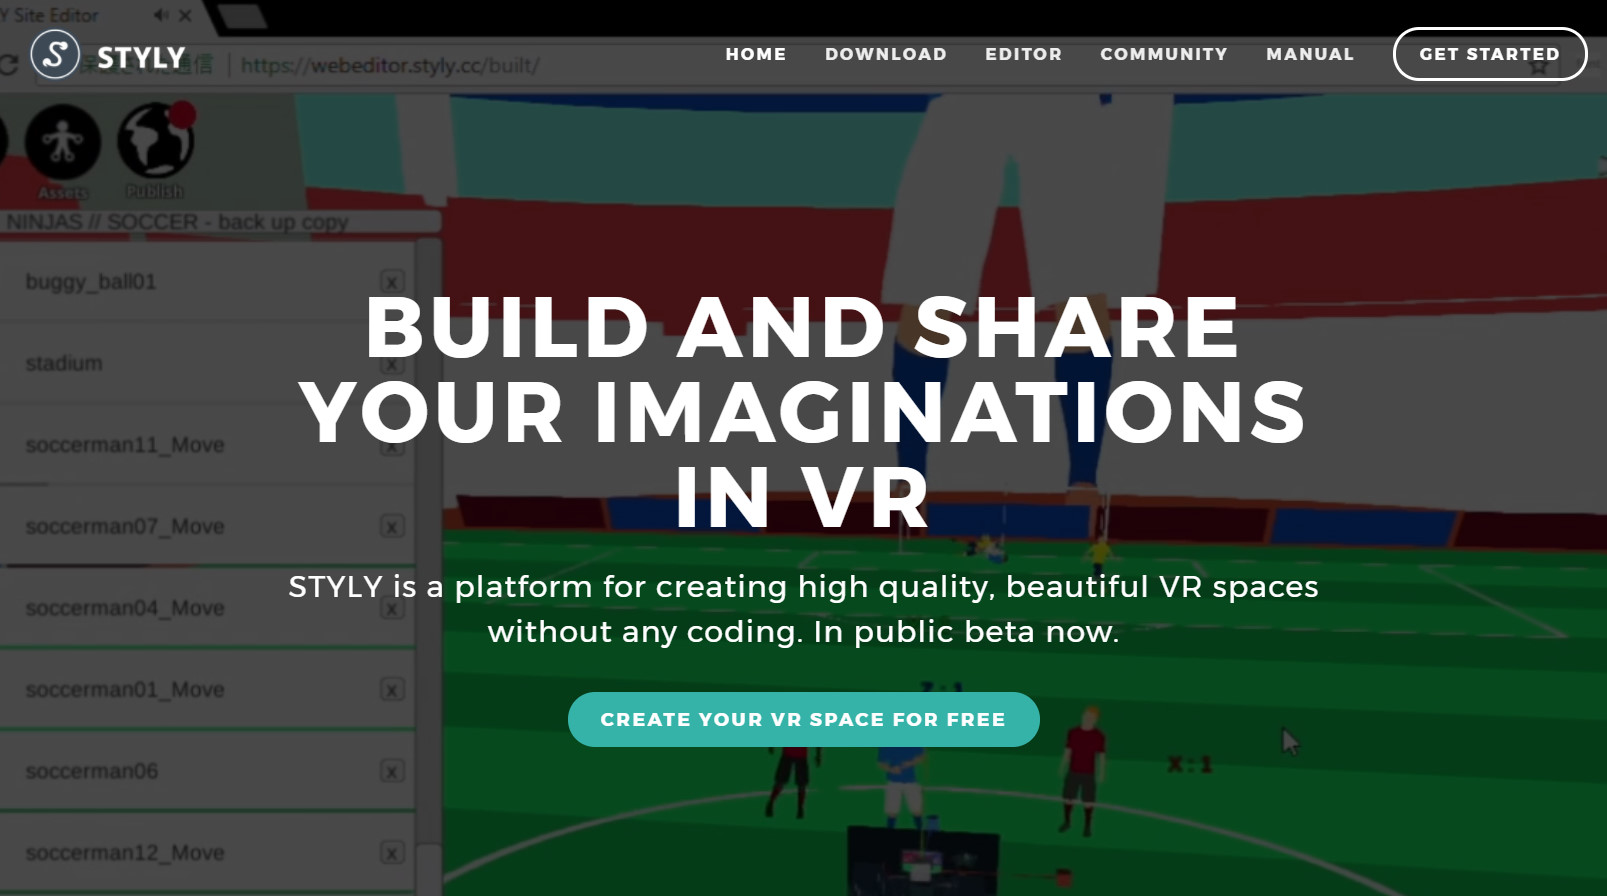 Y Site Editor
STYLY
https://webeditor.styly.cc/built/
HOME DOWNLOAD EDITOR COMMUNITY MANUAL GET STARTED
Assets Publish
NINJAS // SOCCER - back up copy
buggy_ball01 x
stadium x
soccerman11_Move x
soccerman07_Move x
soccerman04_Move x
soccerman01_Move x
soccerman06 x
soccerman12_Move x
BUILD AND SHARE
YOUR IMAGINATIONS
IN VR
STYLY is a platform for creating high quality, beautiful VR spaces
without any coding. In public beta now.
CREATE YOUR VR SPACE FOR FREE
X:1